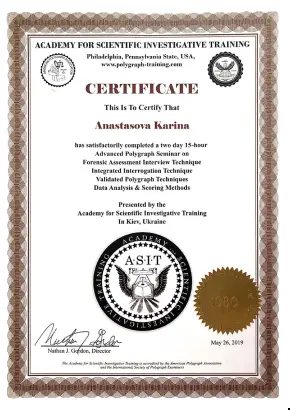 ACADEMY FOR SCIENTIFIC INVESTIGATIVE TRAINING
Philadelphia, Pennsylvania State, USA,
www.polygraph-training.com
CERTIFICATE
This Is To Certify That
Anastasova Karina
has satisfactorily completed a two day 15-hour
Advanced Polygraph Seminar on
Forensic Assessment Interview Technique
Integrated Interrogation Technique
Validated Polygraph Techniques
Data Analysis & Scoring Methods
Presented by the
Academy for Scientific Investigative Training
In Kiev, Ukraine
ACADEMY
SCIENTIFIC INVESTIGATIVE TRAINING
A·S·I·T
Nathan J. Gordon, Director
May 26, 2019
The Academy for Scientific Investigative Training is accredited by the American Polygraph Association
and the International Society of Polygraph Examiners